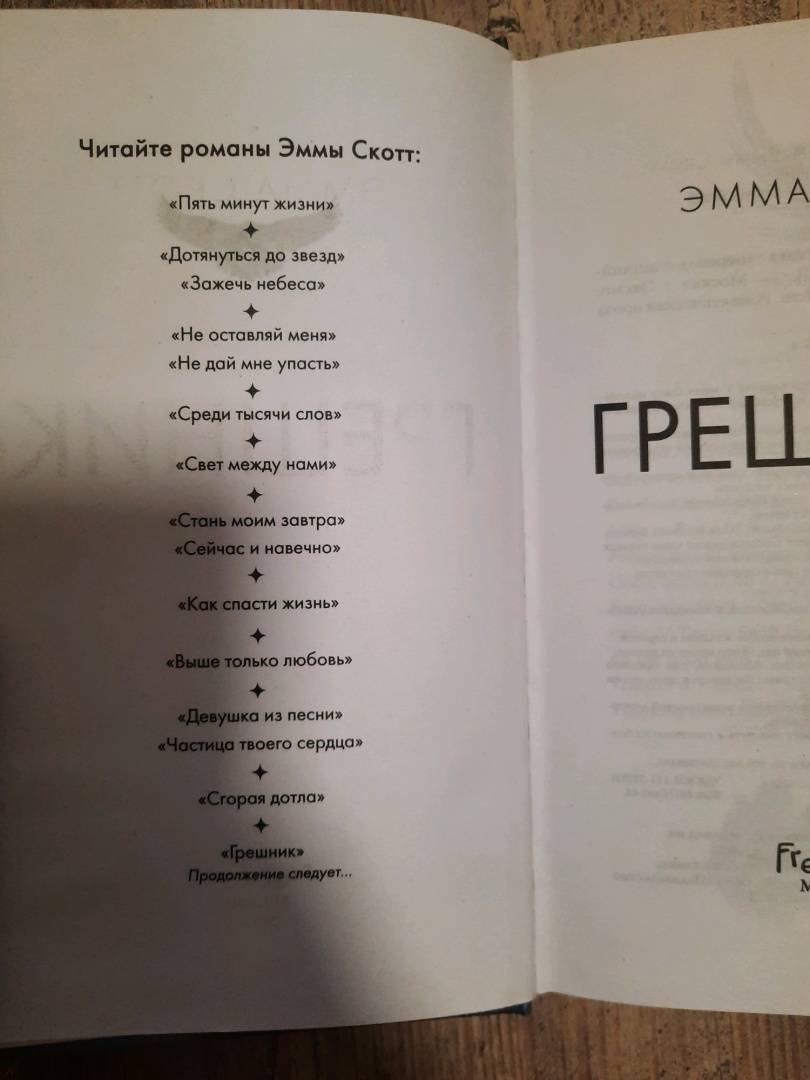 Читайте романы Эммы Скотт:
«Пять минут жизни»
«Дотянуться до звезд»
«Зажечь небеса»
«Не оставляй меня»
«Не дай мне упасть»
«Среди тысячи слов»
«Свет между нами»
«Стань моим завтра»
«Сейчас и навечно»
«Как спасти жизнь»
«Выше только любовь»
«Девушка из песни»
«Частица твоего сердца»
«Сгорая дотла»
«Грешник»
Продолжение следует...
ЭММА
ГРЕШ
Fre
М